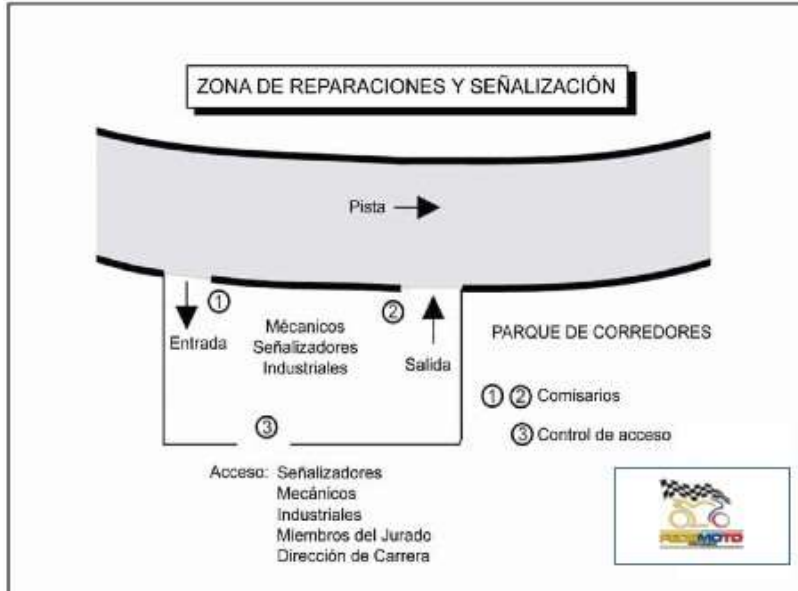 ZONA DE REPARACIONES Y SEÑALIZACIÓN
Pista
①
②
Entrada
Mécanicos
Señalizadores
Industriales
Salida
PARQUE DE CORREDORES
① ② Comisarios
③ Control de acceso
③
Acceso: Señalizadores
Mecánicos
Industriales
Miembros del Jurado
Dirección de Carrera
FEDEMOTO